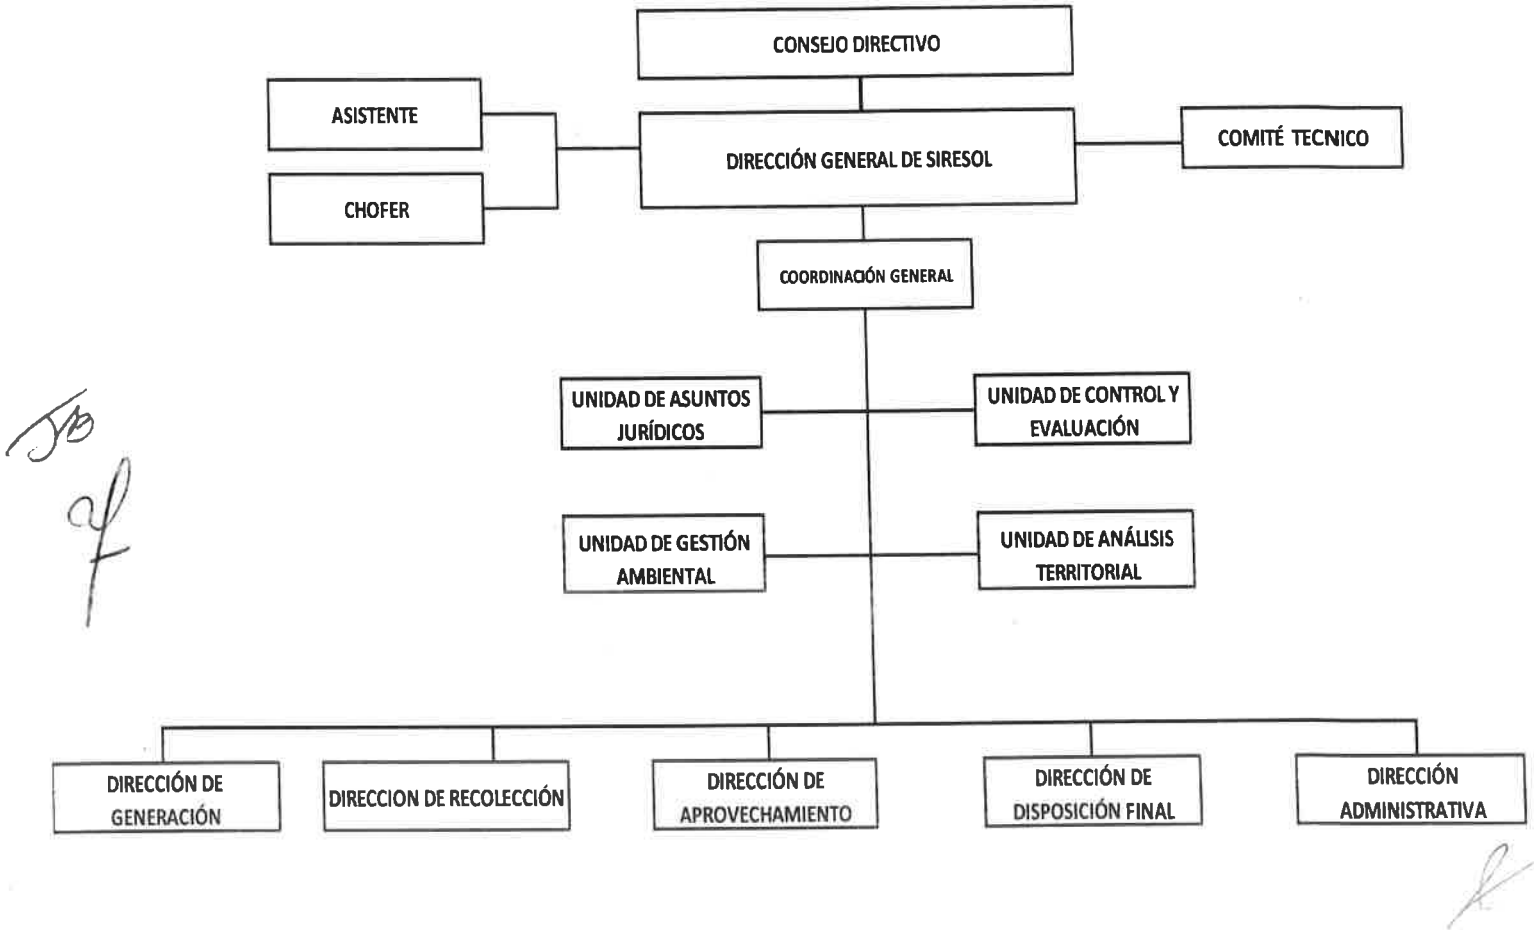 CONSEJO DIRECTIVO
ASISTENTE
DIRECCIÓN GENERAL DE SIRESOL
COMITÉ TECNICO
CHOFER
COORDINACIÓN GENERAL
UNIDAD DE ASUNTOS
JURÍDICOS
UNIDAD DE CONTROL Y
EVALUACIÓN
UNIDAD DE GESTIÓN
AMBIENTAL
UNIDAD DE ANÁLISIS
TERRITORIAL
DIRECCIÓN DE
GENERACIÓN
DIRECCION DE RECOLECCIÓN
DIRECCIÓN DE
APROVECHAMIENTO
DIRECCIÓN DE
DISPOSICIÓN FINAL
DIRECCIÓN
ADMINISTRATIVA